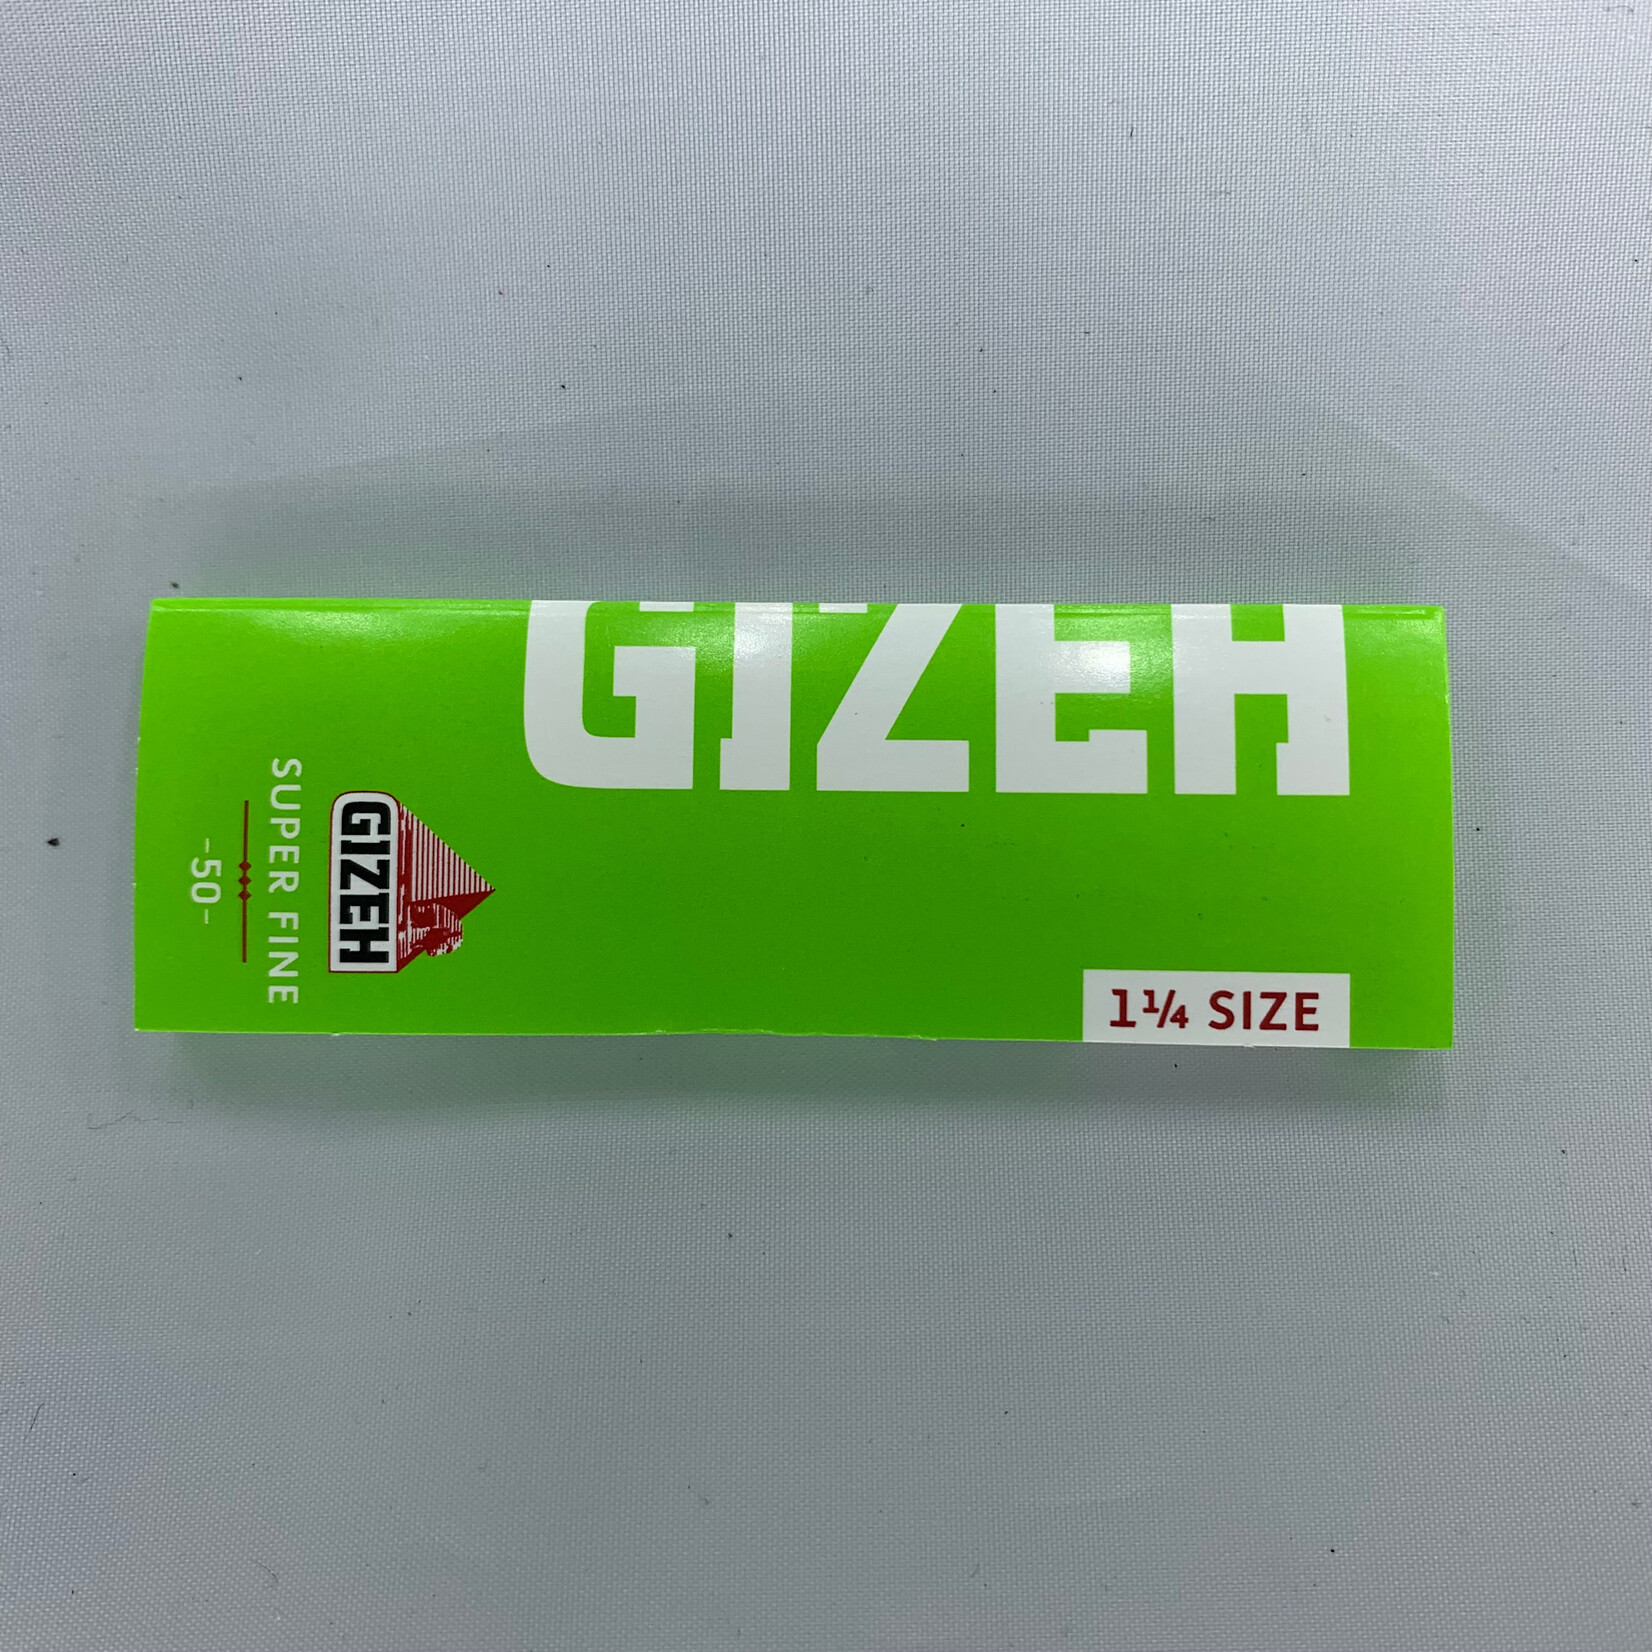 GIZEH
GIZEH
SUPER FINE
-50-
1¼ SIZE